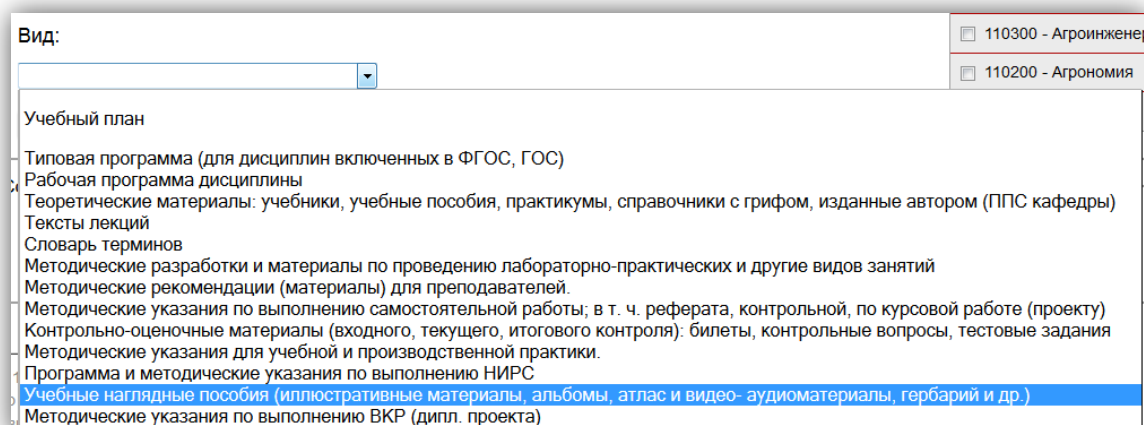 Вид:
110300 - Агроинженер
110200 - Агрономия
Учебный план
Типовая программа (для дисциплин включенных в ФГОС, ГОС)
Рабочая программа дисциплины
Теоретические материалы: учебники, учебные пособия, практикумы, справочники с грифом, изданные автором (ППС кафедры)
Тексты лекций
Словарь терминов
Методические разработки и материалы по проведению лабораторно-практических и другие видов занятий
Методические рекомендации (материалы) для преподавателей.
Методические указания по выполнению самостоятельной работы; в т. ч. реферата, контрольной, по курсовой работе (проекту)
Контрольно-оценочные материалы (входного, текущего, итогового контроля): билеты, контрольные вопросы, тестовые задания
Методические указания для учебной и производственной практики.
Программа и методические указания по выполнению НИРС
Учебные наглядные пособия (иллюстративные материалы, альбомы, атлас и видео- аудиоматериалы, гербарий и др.)
Методические указания по выполнению ВКР (дипл. проекта)